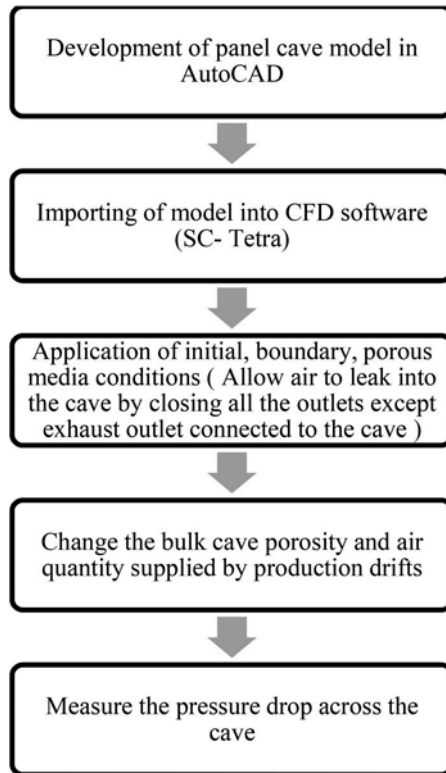 Development of panel cave model in
AutoCAD
Importing of model into CFD software
(SC- Tetra)
Application of initial, boundary, porous
media conditions ( Allow air to leak into
the cave by closing all the outlets except
exhaust outlet connected to the cave )
Change the bulk cave porosity and air
quantity supplied by production drifts
Measure the pressure drop across the
cave